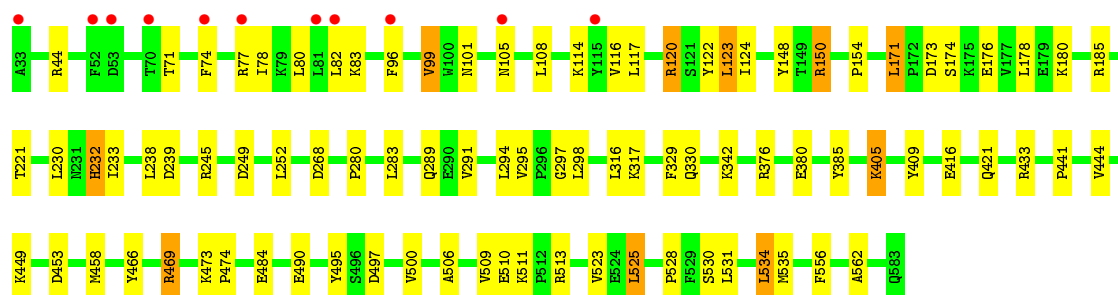 A33 R44 F52 D53 T70 T71 F74 R77 I78 K79 L80 L81 L82 K83 F96 V99 W100 N101 N105 L108 K114 Y115 V116 L117 R120 S121 Y122 L123 I124 Y148 T149 R150 P154 L171 P172 D173 S174 K175 E176 V177 L178 E179 K180 R185
T221 L230 N231 H232 I233 L238 D239 R245 D249 L252 D268 P280 L283 Q289 E290 V291 L294 V295 P296 G297 L298 L316 K317 F329 Q330 K342 R376 E380 Y385 K405 Y409 E416 Q421 R433 P441 V444
K449 D453 M458 Y466 R469 K473 P474 E484 E490 Y495 S496 D497 V500 A506 V509 E510 K511 P512 R513 V523 E524 L525 P528 F529 S530 L531 L534 M535 F556 A562 Q583